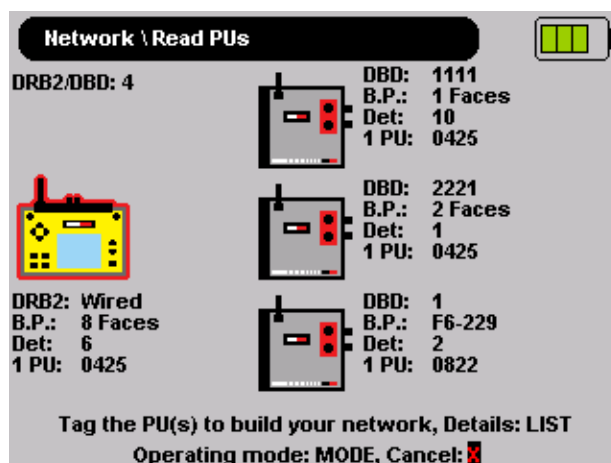 Network \ Read PUs
DRB2/DBD: 4
DBD: 1111
B.P.: 1 Faces
Det: 10
1 PU: 0425
DBD: 2221
B.P.: 2 Faces
Det: 1
1 PU: 0425
DRB2: Wired
B.P.: 8 Faces
Det: 6
1 PU: 0425
DBD: 1
B.P.: F6-229
Det: 2
1 PU: 0822
Tag the PU(s) to build your network, Details: LIST
Operating mode: MODE, Cancel: X